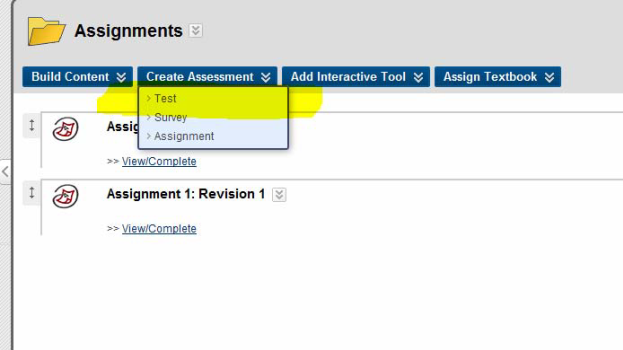 Assignments
Build Content Create Assessment Add Interactive Tool Assign Textbook
> Test
> Survey
> Assignment
Assig
>> View/Complete
Assignment 1: Revision 1
>> View/Complete